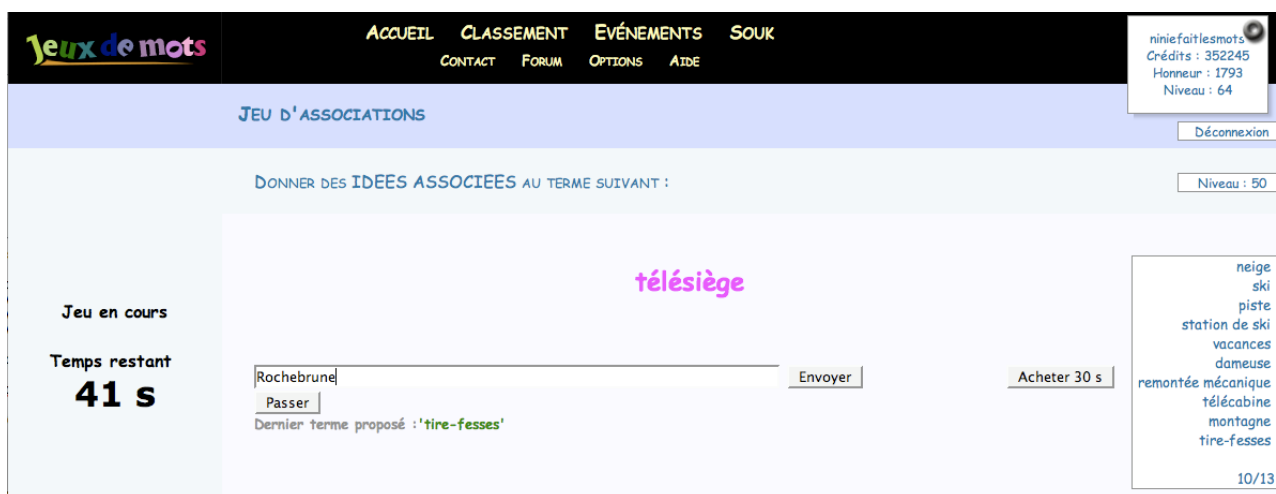 Jeux de mots
ACCUEIL CLASSEMENT EVÉNEMENTS SOUK
CONTACT FORUM OPTIONS AIDE
niniefaitlesmots
Crédits : 352245
Honneur : 1793
Niveau : 64
JEU D'ASSOCIATIONS
Déconnexion
DONNER DES IDEES ASSOCIEES AU TERME SUIVANT :
Niveau : 50
télésiège
Jeu en cours
Temps restant
41 s
Rochebrune
Envoyer
Acheter 30 s
Passer
Dernier terme proposé :'tire-fesses'
neige
ski
piste
station de ski
vacances
dameuse
remontée mécanique
télécabine
montagne
tire-fesses
10/13